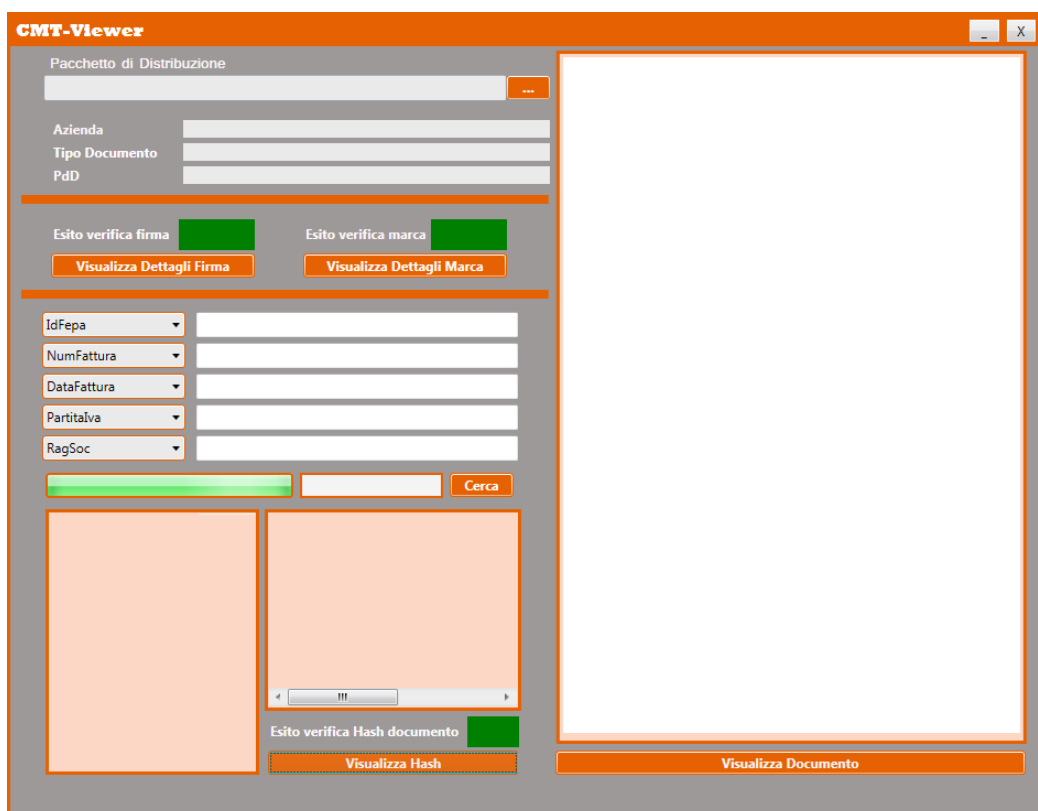 CMT-Viewer
_ X
Pacchetto di Distribuzione
...
Azienda
Tipo Documento
PdD
Esito verifica firma
Esito verifica marca
Visualizza Dettagli Firma
Visualizza Dettagli Marca
IdFepa
NumFattura
DataFattura
PartitaIva
RagSoc
Cerca
Esito verifica Hash documento
Visualizza Hash
Visualizza Documento